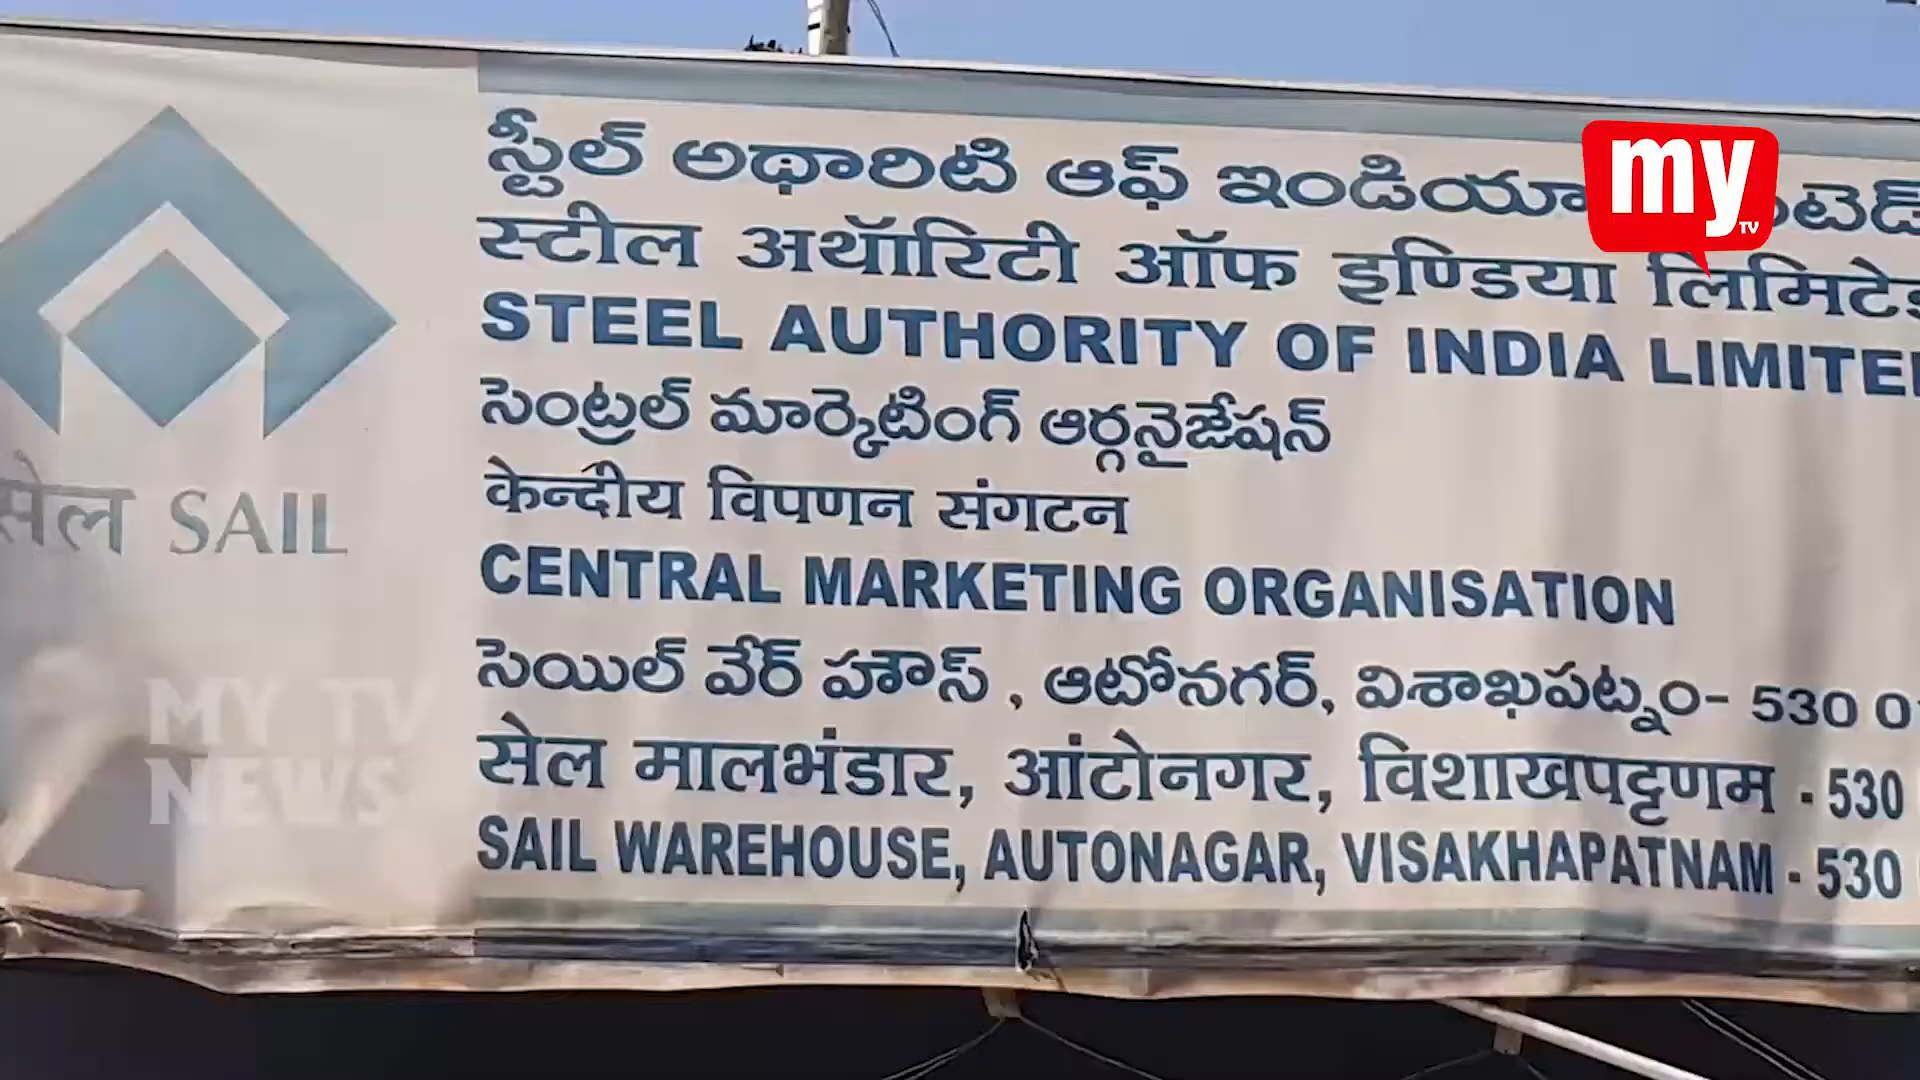 స్టీల్ అథారిటి ఆఫ్ ఇండియా
स्टील अथॉरिटी ऑफ इण्डिया लिमिटेड
STEEL AUTHORITY OF INDIA LIMITE
సెంట్రల్ మార్కెటింగ్ ఆర్గనైజేషన్
केन्दीय विपणन संगटन
CENTRAL MARKETING ORGANISATION
సెయిల్ వేర్ హౌస్ , ఆటోనగర్, విశాఖపట్నం- 530 0
सेल मालभंडार, आंटोनगर, विशाखपट्टणम - 530
SAIL WAREHOUSE, AUTONAGAR, VISAKHAPATNAM - 530
सेल SAIL
my TV
MY TV
NEWS